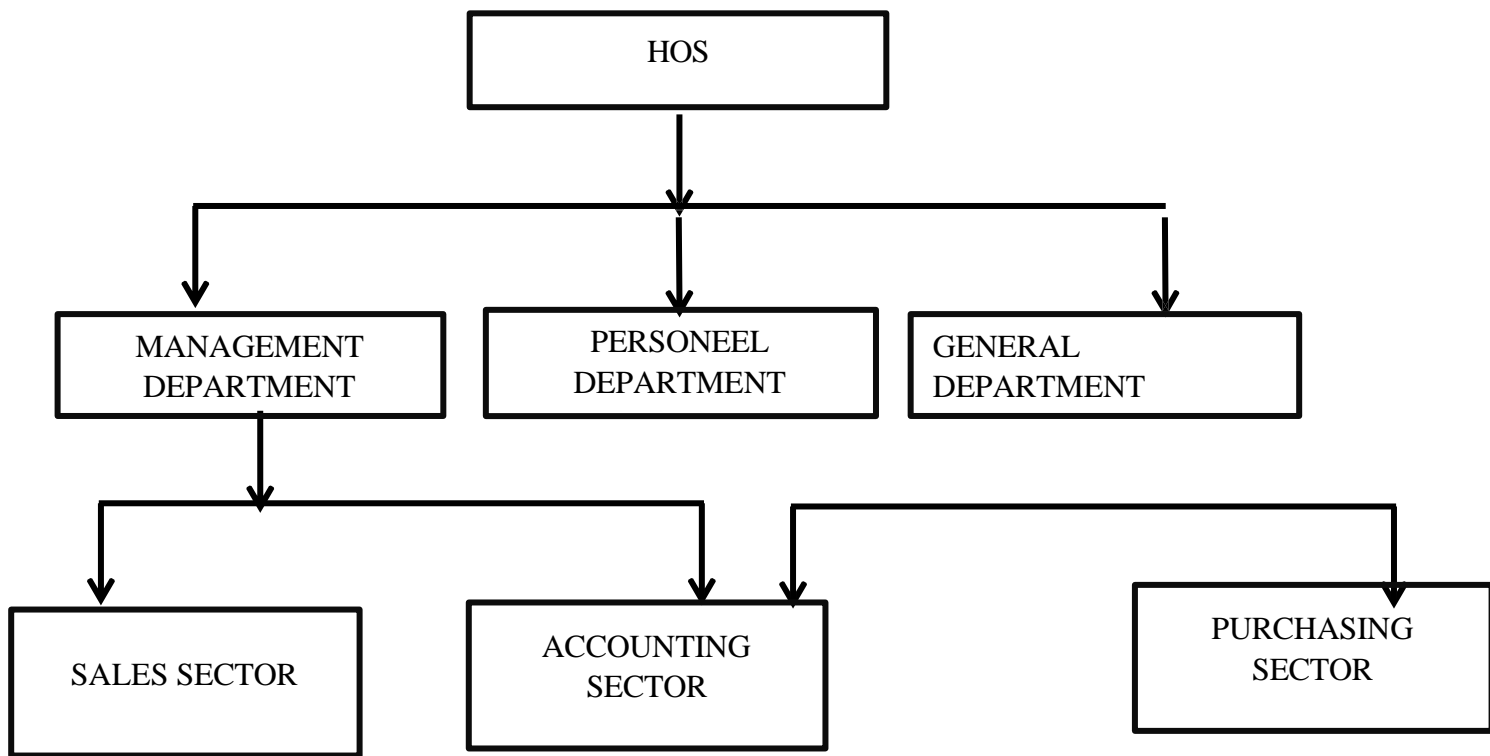 HOS
MANAGEMENT
DEPARTMENT
PERSONEEL
DEPARTMENT
GENERAL
DEPARTMENT
SALES SECTOR
ACCOUNTING
SECTOR
PURCHASING
SECTOR